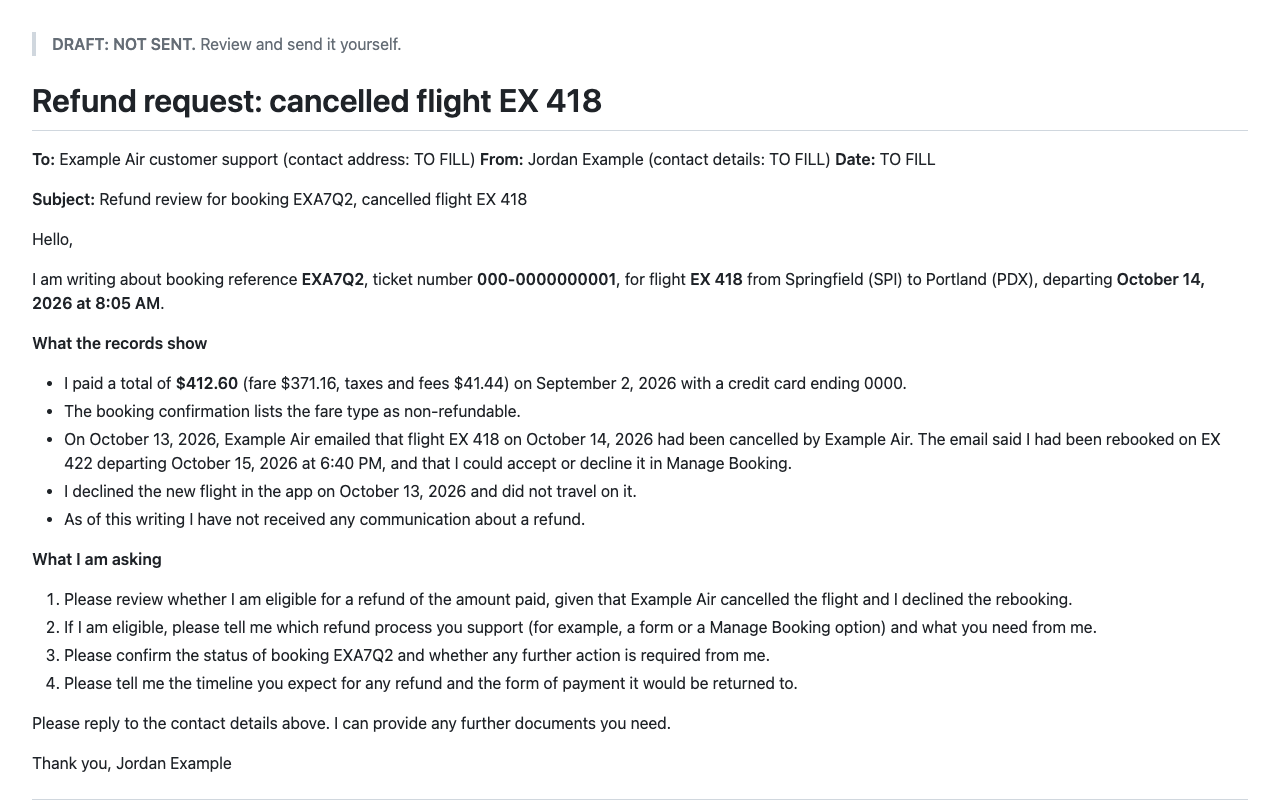 DRAFT: NOT SENT. Review and send it yourself.
Refund request: cancelled flight EX 418
To: Example Air customer support (contact address: TO FILL) From: Jordan Example (contact details: TO FILL) Date: TO FILL
Subject: Refund review for booking EXA7Q2, cancelled flight EX 418
Hello,
I am writing about booking reference EXA7Q2, ticket number 000-0000000001, for flight EX 418 from Springfield (SPI) to Portland (PDX), departing October 14,
2026 at 8:05 AM.
What the records show
• I paid a total of $412.60 (fare $371.16, taxes and fees $41.44) on September 2, 2026 with a credit card ending 0000.
• The booking confirmation lists the fare type as non-refundable.
• On October 13, 2026, Example Air emailed that flight EX 418 on October 14, 2026 had been cancelled by Example Air. The email said I had been rebooked on EX
422 departing October 15, 2026 at 6:40 PM, and that I could accept or decline it in Manage Booking.
• I declined the new flight in the app on October 13, 2026 and did not travel on it.
• As of this writing I have not received any communication about a refund.
What I am asking
1. Please review whether I am eligible for a refund of the amount paid, given that Example Air cancelled the flight and I declined the rebooking.
2. If I am eligible, please tell me which refund process you support (for example, a form or a Manage Booking option) and what you need from me.
3. Please confirm the status of booking EXA7Q2 and whether any further action is required from me.
4. Please tell me the timeline you expect for any refund and the form of payment it would be returned to.
Please reply to the contact details above. I can provide any further documents you need.
Thank you, Jordan Example